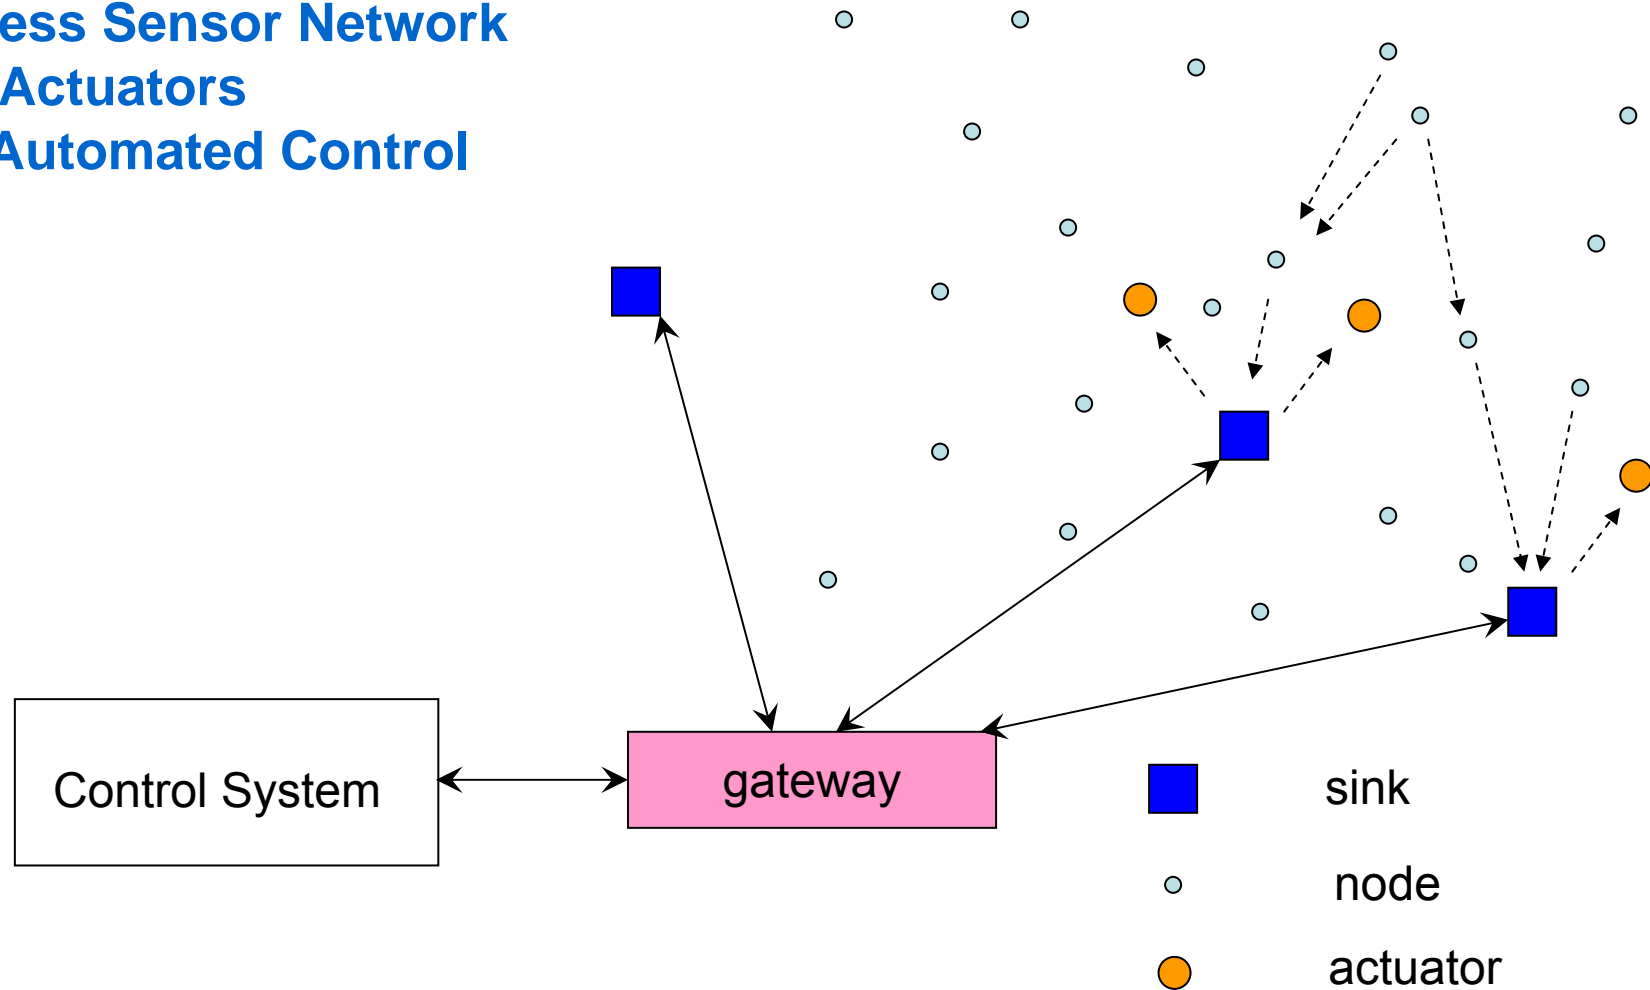 ess Sensor Network
Actuators
Automated Control
Control System
gateway
sink
node
actuator